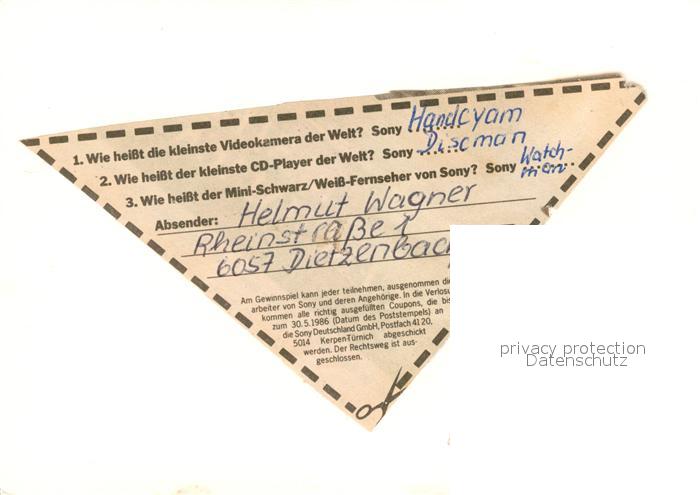 1. Wie heißt die kleinste Videokamera der Welt? Sony Handcyam
2. Wie heißt der kleinste CD-Player der Welt? Sony Discman
3. Wie heißt der Mini-Schwarz/Weiß-Fernseher von Sony? Sony Watch-
man
Absender: Helmut Wagner
Rheinstraße 1
6057 Dietzenbach
Am Gewinnspiel kann jeder teilnehmen, ausgenommen die
arbeiter von Sony und deren Angehörige. In die Verlosu
kommen alle richtig ausgefüllten Coupons, die bis
zum 30.5.1986 (Datum des Poststempels) an
die Sony Deutschland GmbH, Postfach 41 20,
5014 Kerpen-Türnich abgeschickt
werden. Der Rechtsweg ist aus-
geschlossen.
privacy protection
Datenschutz